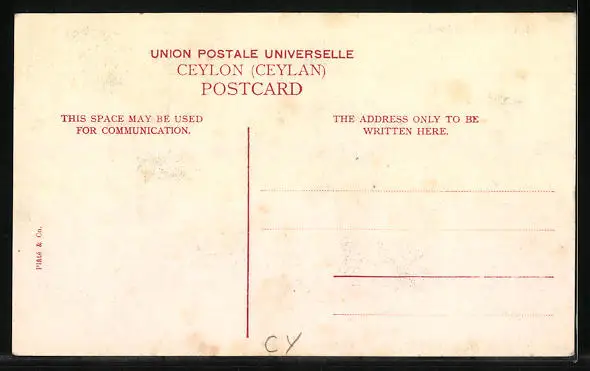 UNION POSTALE UNIVERSELLE
CEYLON (CEYLAN)
POSTCARD
THIS SPACE MAY BE USED
FOR COMMUNICATION.
THE ADDRESS ONLY TO BE
WRITTEN HERE.
Plâté & Co.
CY